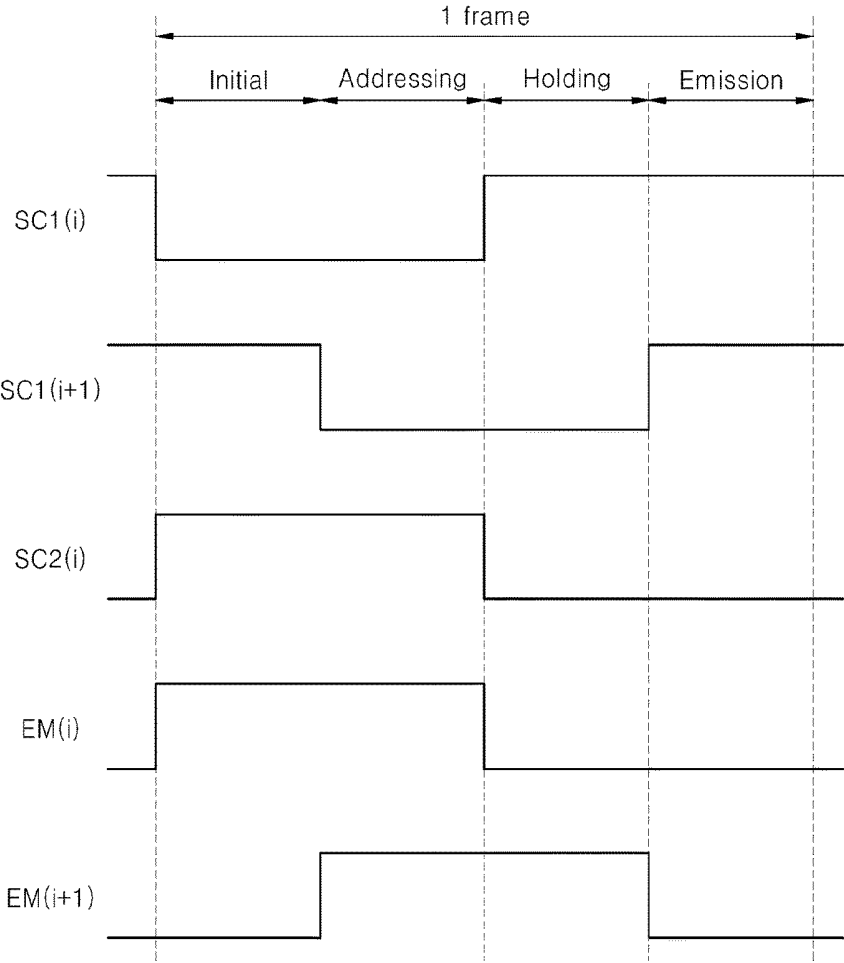 1 frame
Initial Addressing Holding Emission
SC1(i)
SC1(i+1)
SC2(i)
EM(i)
EM(i+1)